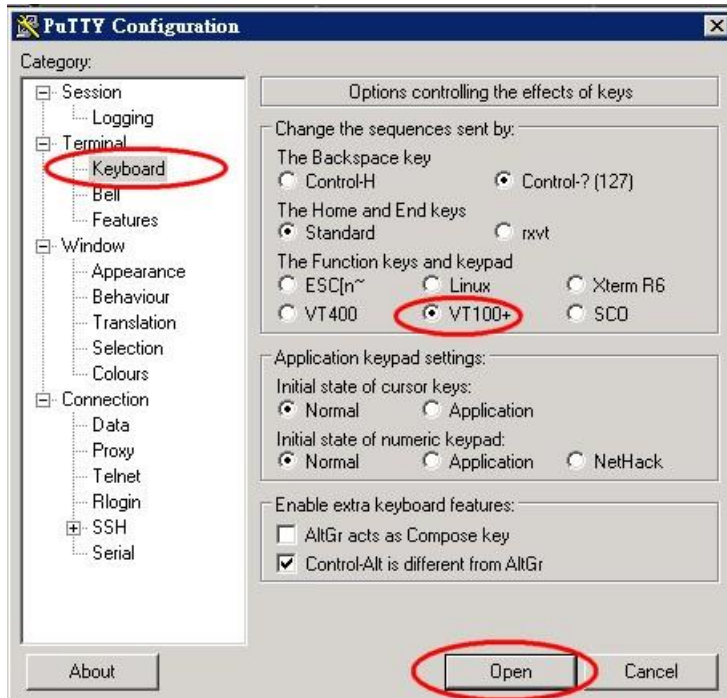 PuTTY Configuration
Category:
Session
Logging
Terminal
Keyboard
Bell
Features
Window
Appearance
Behaviour
Translation
Selection
Colours
Connection
Data
Proxy
Telnet
Rlogin
SSH
Serial
Options controlling the effects of keys
Change the sequences sent by:
The Backspace key
Control-H Control-? (127)
The Home and End keys
Standard rxvt
The Function keys and keypad
ESC[n~ Linux Xterm R6
VT400 VT100+ SCO
Application keypad settings:
Initial state of cursor keys:
Normal Application
Initial state of numeric keypad:
Normal Application NetHack
Enable extra keyboard features:
AltGr acts as Compose key
Control-Alt is different from AltGr
About Open Cancel